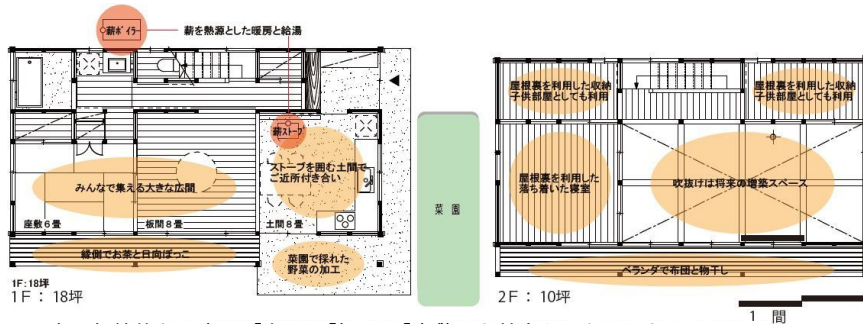 薪ボイラー
薪を熱源とした暖房と給湯
薪ストーブ
ストーブを囲む土間で
ご近所付き合い
みんなで集える大きな広間
座敷6畳
板間8畳
土間8畳
縁側でお茶と日向ぼっこ
菜園で採れた
野菜の加工
1F:18坪
1F：18坪
菜園
屋根裏を利用した収納
子供部屋としても利用
屋根裏を利用した収納
子供部屋としても利用
屋根裏を利用した
落ち着いた寝室
吹抜けは将来の増築スペース
ベランダで布団と物干し
2F：10坪
1 間